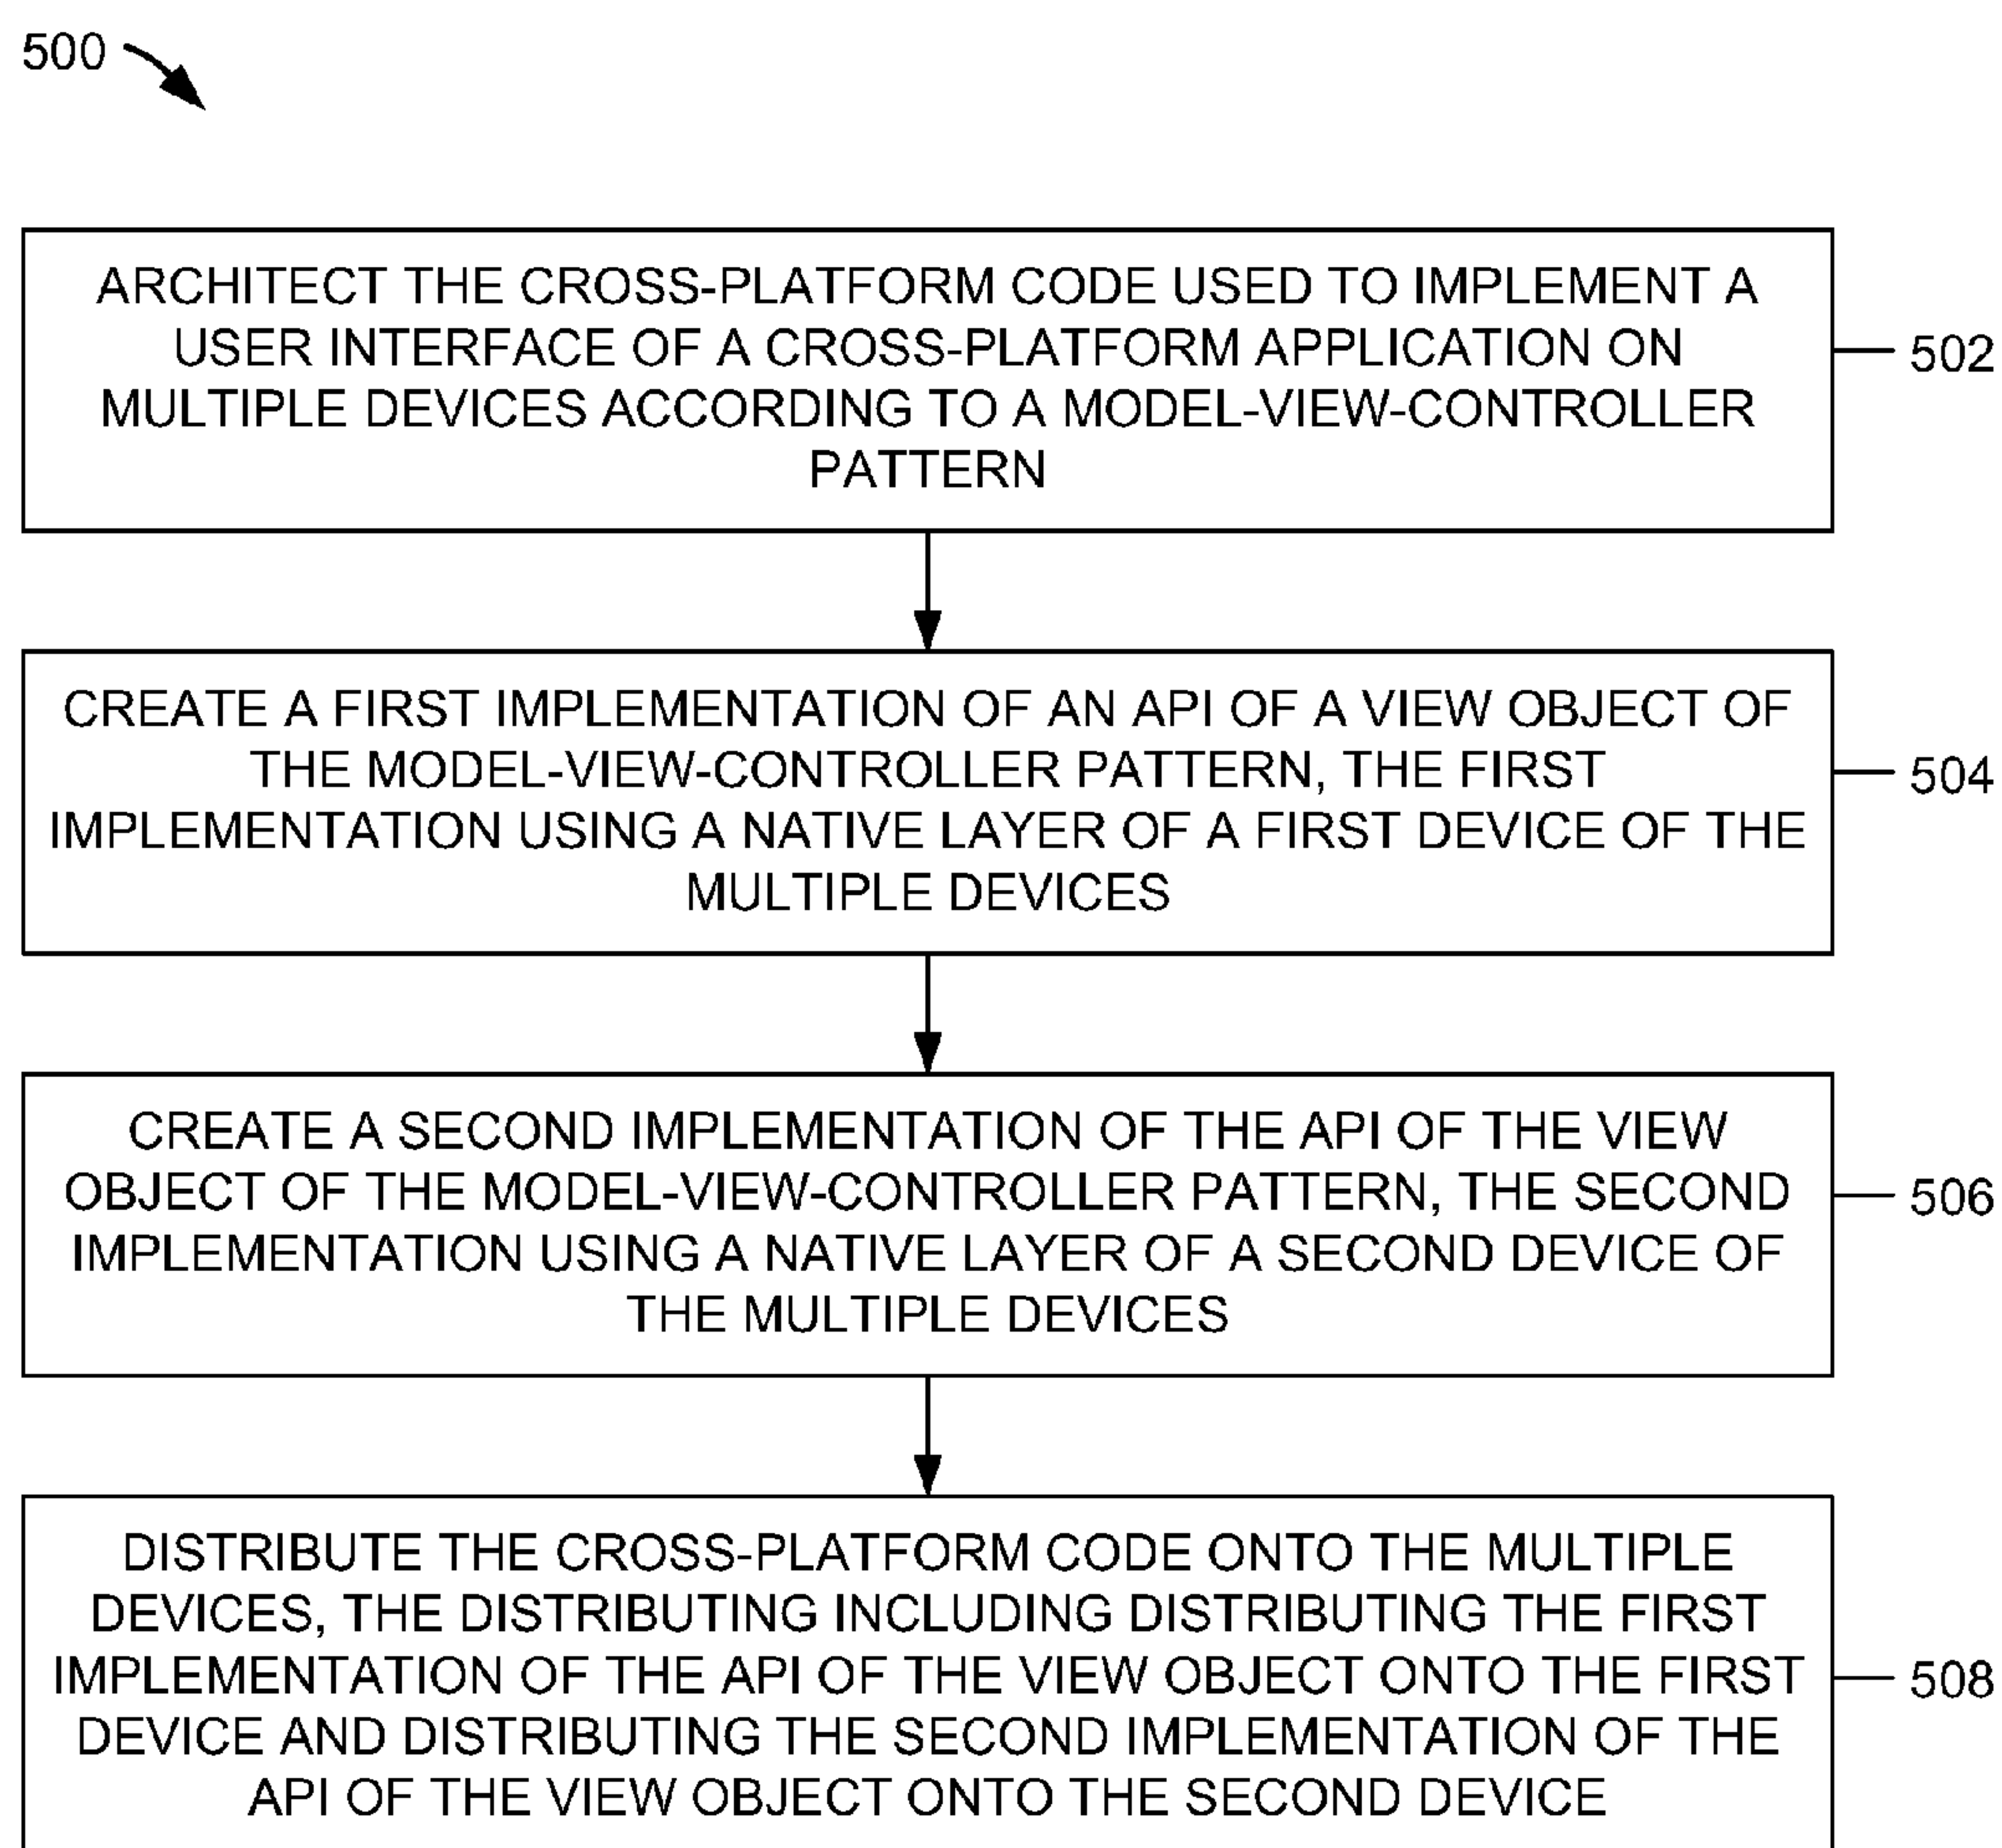 500
ARCHITECT THE CROSS-PLATFORM CODE USED TO IMPLEMENT A
USER INTERFACE OF A CROSS-PLATFORM APPLICATION ON
MULTIPLE DEVICES ACCORDING TO A MODEL-VIEW-CONTROLLER
PATTERN
502
CREATE A FIRST IMPLEMENTATION OF AN API OF A VIEW OBJECT OF
THE MODEL-VIEW-CONTROLLER PATTERN, THE FIRST
IMPLEMENTATION USING A NATIVE LAYER OF A FIRST DEVICE OF THE
MULTIPLE DEVICES
504
CREATE A SECOND IMPLEMENTATION OF THE API OF THE VIEW
OBJECT OF THE MODEL-VIEW-CONTROLLER PATTERN, THE SECOND
IMPLEMENTATION USING A NATIVE LAYER OF A SECOND DEVICE OF
THE MULTIPLE DEVICES
506
DISTRIBUTE THE CROSS-PLATFORM CODE ONTO THE MULTIPLE
DEVICES, THE DISTRIBUTING INCLUDING DISTRIBUTING THE FIRST
IMPLEMENTATION OF THE API OF THE VIEW OBJECT ONTO THE FIRST
DEVICE AND DISTRIBUTING THE SECOND IMPLEMENTATION OF THE
API OF THE VIEW OBJECT ONTO THE SECOND DEVICE
508